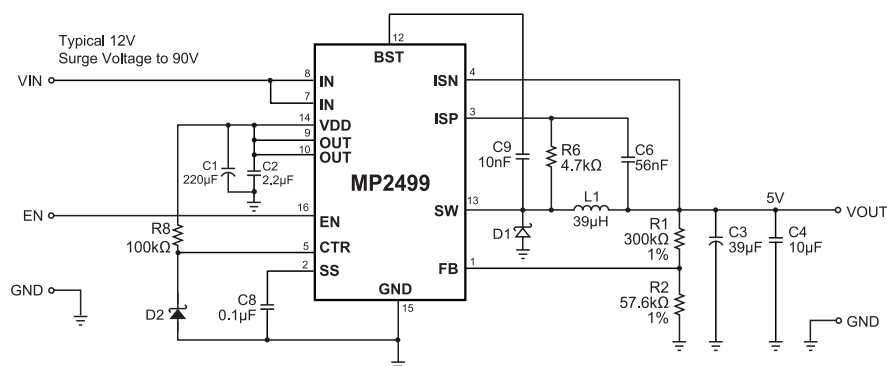 Typical 12V
Surge Voltage to 90V
VIN
12
BST
8
IN
7
IN
14
VDD
9
OUT
10
OUT
C1
220μF
C2
2.2μF
MP2499
4
ISN
3
ISP
C9
10nF
R6
4.7kΩ
C6
56nF
13
SW
L1
39μH
5V
VOUT
D1
EN
16
EN
R8
100kΩ
5
CTR
2
SS
1
FB
R1
300kΩ
1%
C3
39μF
C4
10μF
R2
57.6kΩ
1%
GND
15
GND
D2
C8
0.1μF
GND